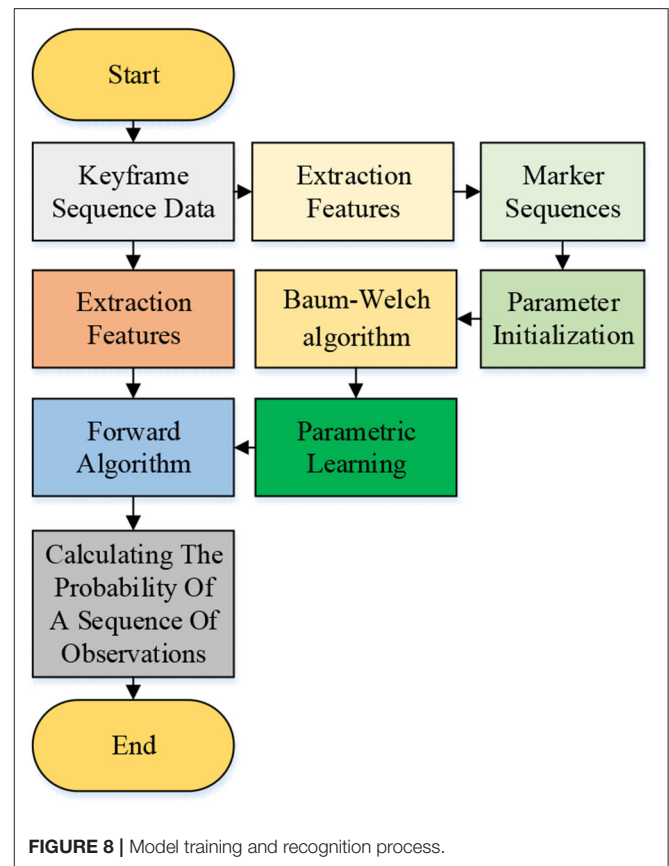 Start
Keyframe
Sequence Data
Extraction
Features
Marker
Sequences
Extraction
Features
Baum-Welch
algorithm
Parameter
Initialization
Forward
Algorithm
Parametric
Learning
Calculating The
Probability Of
A Sequence Of
Observations
End
FIGURE 8 | Model training and recognition process.